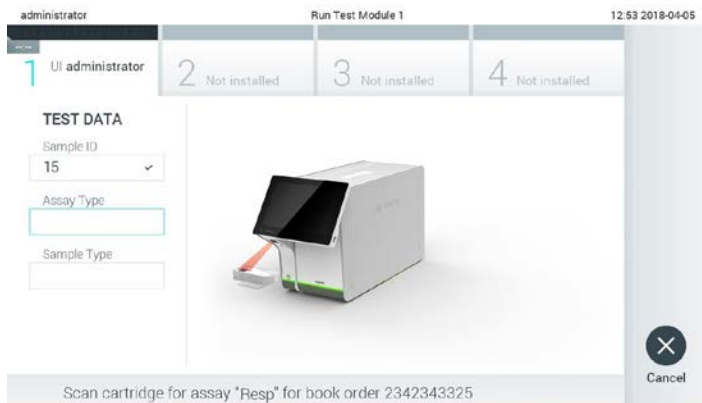 administrator
Run Test Module 1
12:53 2018-04-05
1 UI administrator
2 Not installed
3 Not installed
4 Not installed
TEST DATA
Sample ID
15
Assay Type
Sample Type
Cancel
Scan cartridge for assay "Resp" for book order 2342343325